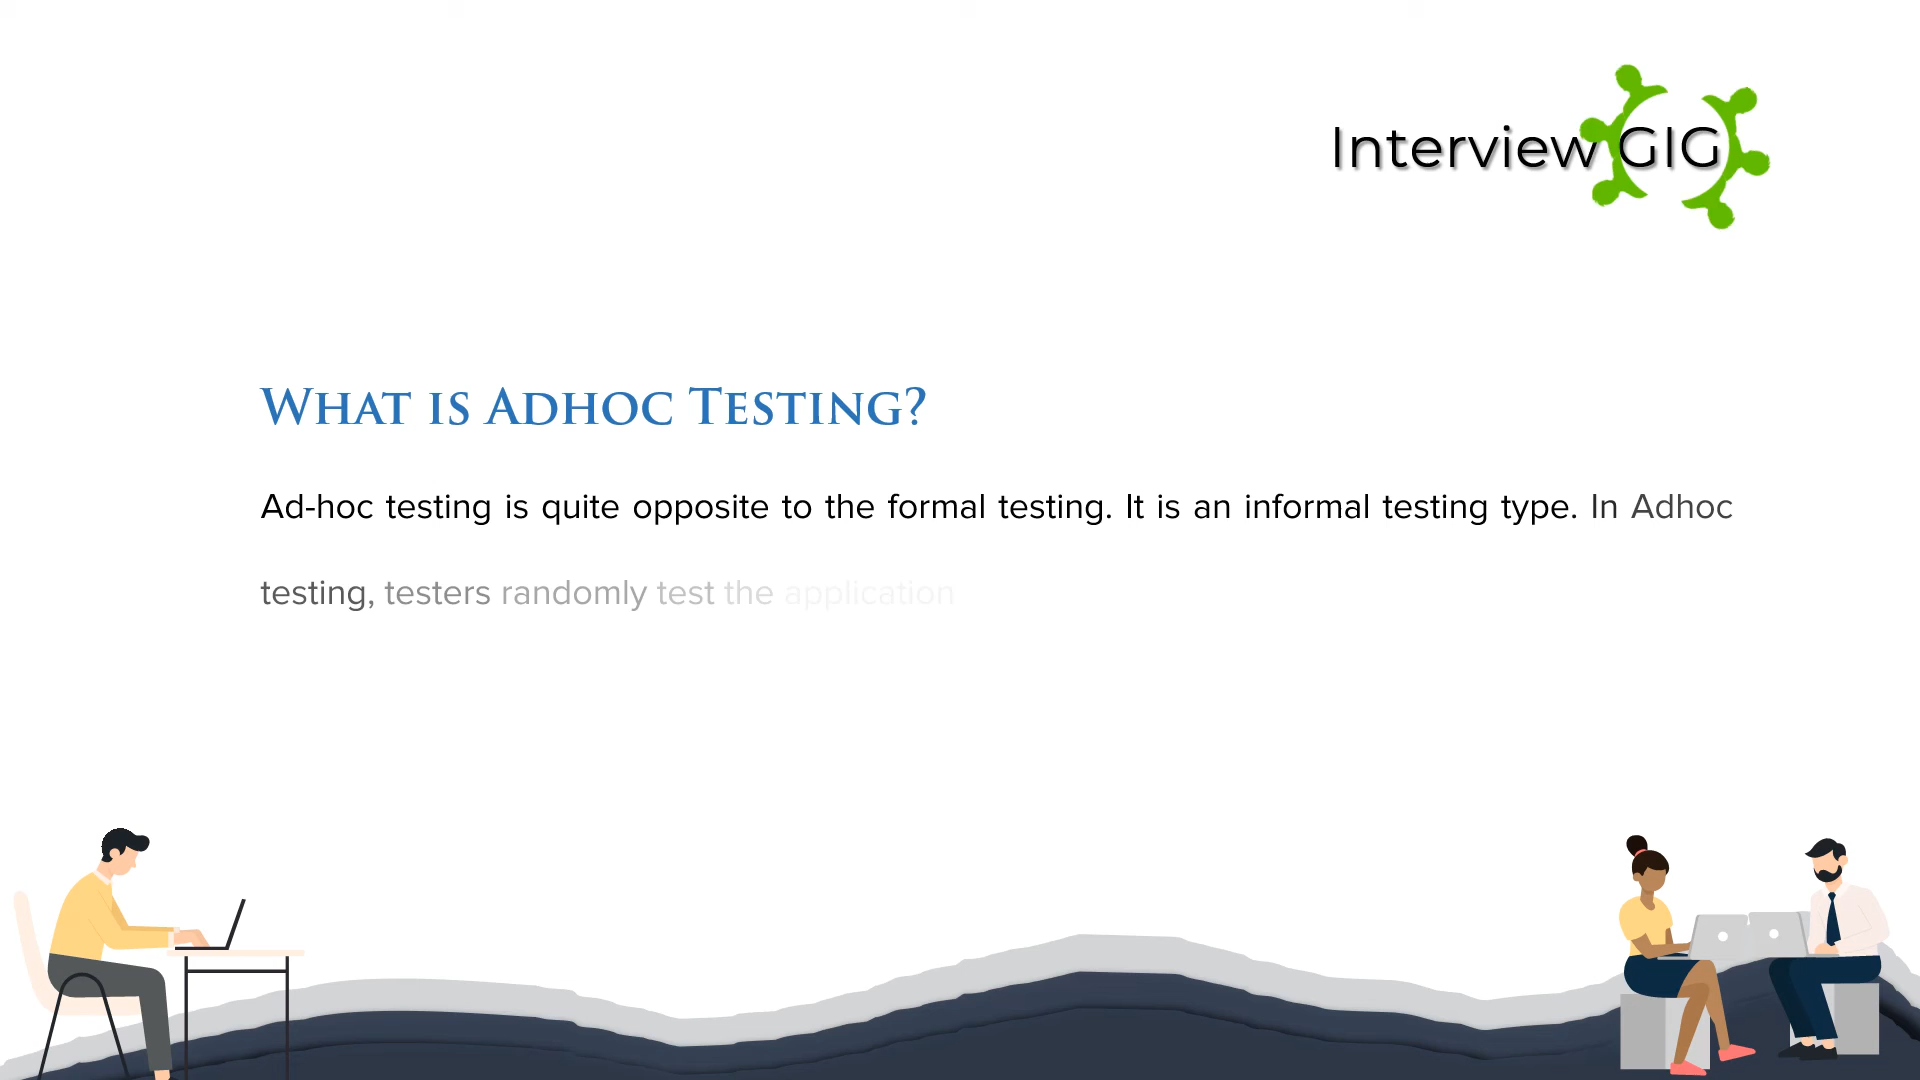 Interview GIG
What is Adhoc Testing?
Ad-hoc testing is quite opposite to the formal testing. It is an informal testing type. In Adhoc
testing, testers randomly test the application